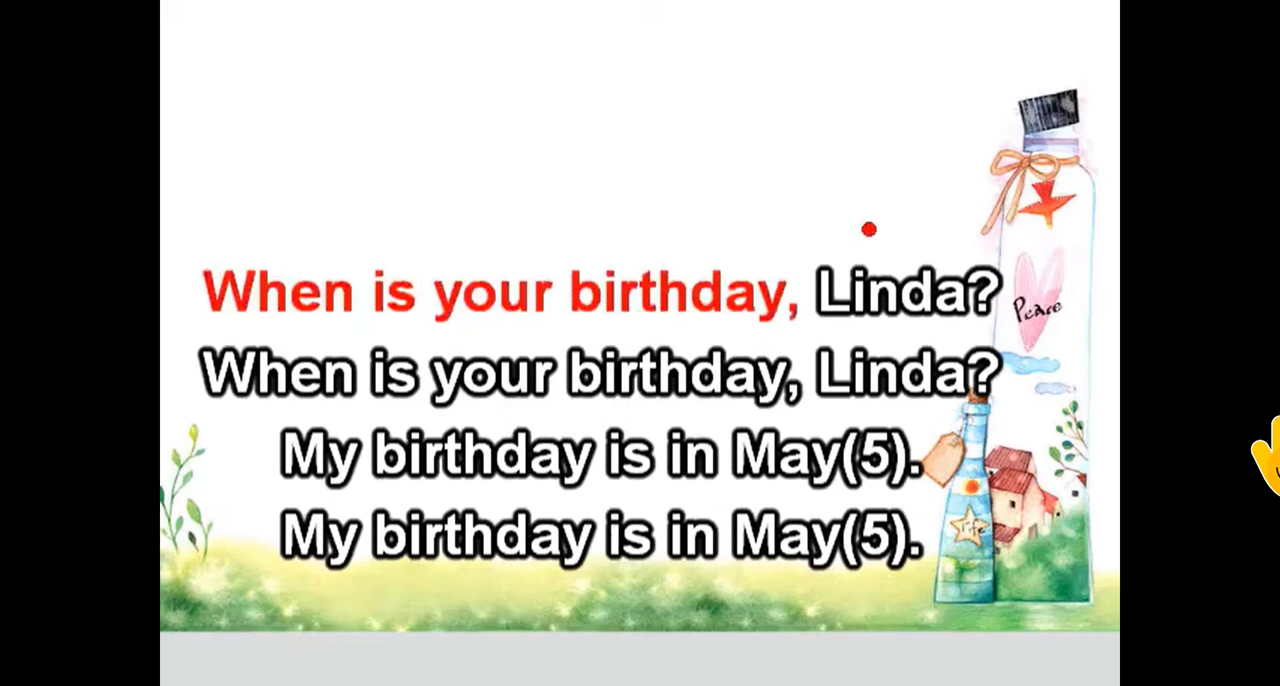 When is your birthday, Linda?
When is your birthday, Linda?
My birthday is in May(5).
My birthday is in May(5).
Peace
life